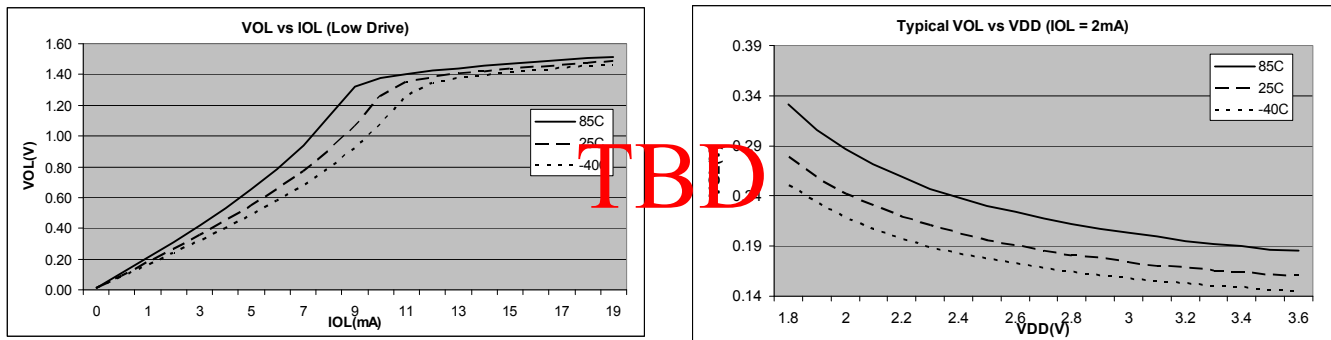 VOL vs IOL (Low Drive)
1.60
1.40
1.20
1.00
0.80
0.60
0.40
0.20
0.00
VOL(V)
0 1 3 4 5 7 9 11 13 15 17 19
IOL(mA)
85C
25C
-40C
TBD
Typical VOL vs VDD (IOL = 2mA)
0.39
0.34
0.29
0.24
0.19
0.14
1.8 2 2.2 2.4 2.6 2.8 3 3.2 3.4 3.6
VDD(V)
85C
25C
-40C